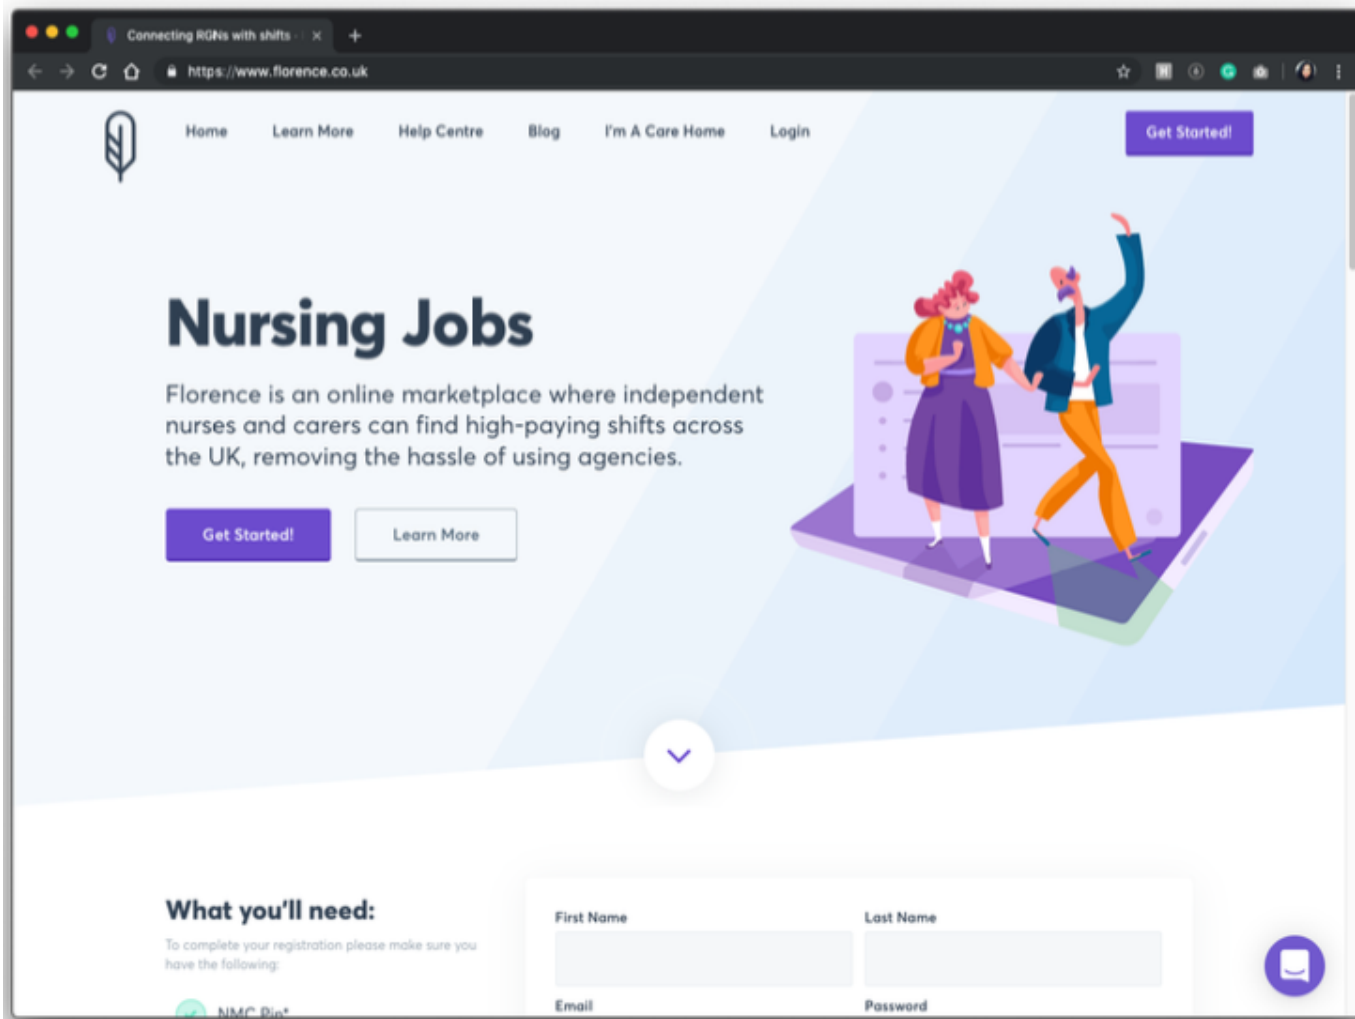 Connecting RGNs with shifts -
https://www.florence.co.uk
Home
Learn More
Help Centre
Blog
I'm A Care Home
Login
Get Started!
Nursing Jobs
Florence is an online marketplace where independent
nurses and carers can find high-paying shifts across
the UK, removing the hassle of using agencies.
Get Started!
Learn More
What you'll need:
To complete your registration please make sure you
have the following:
NMC Pin*
First Name
Last Name
Email
Password